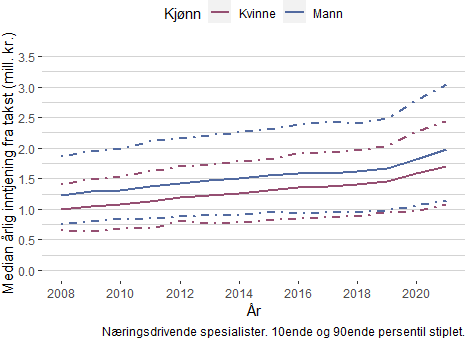 Kjønn Kvinne Mann
Median årlig inntjening fra takst (mill. kr.)
3.5
3.0
2.5
2.0
1.5
1.0
0.5
0.0
2008 2010 2012 2014 2016 2018 2020
År
Næringsdrivende spesialister. 10ende og 90ende persentil stiplet.